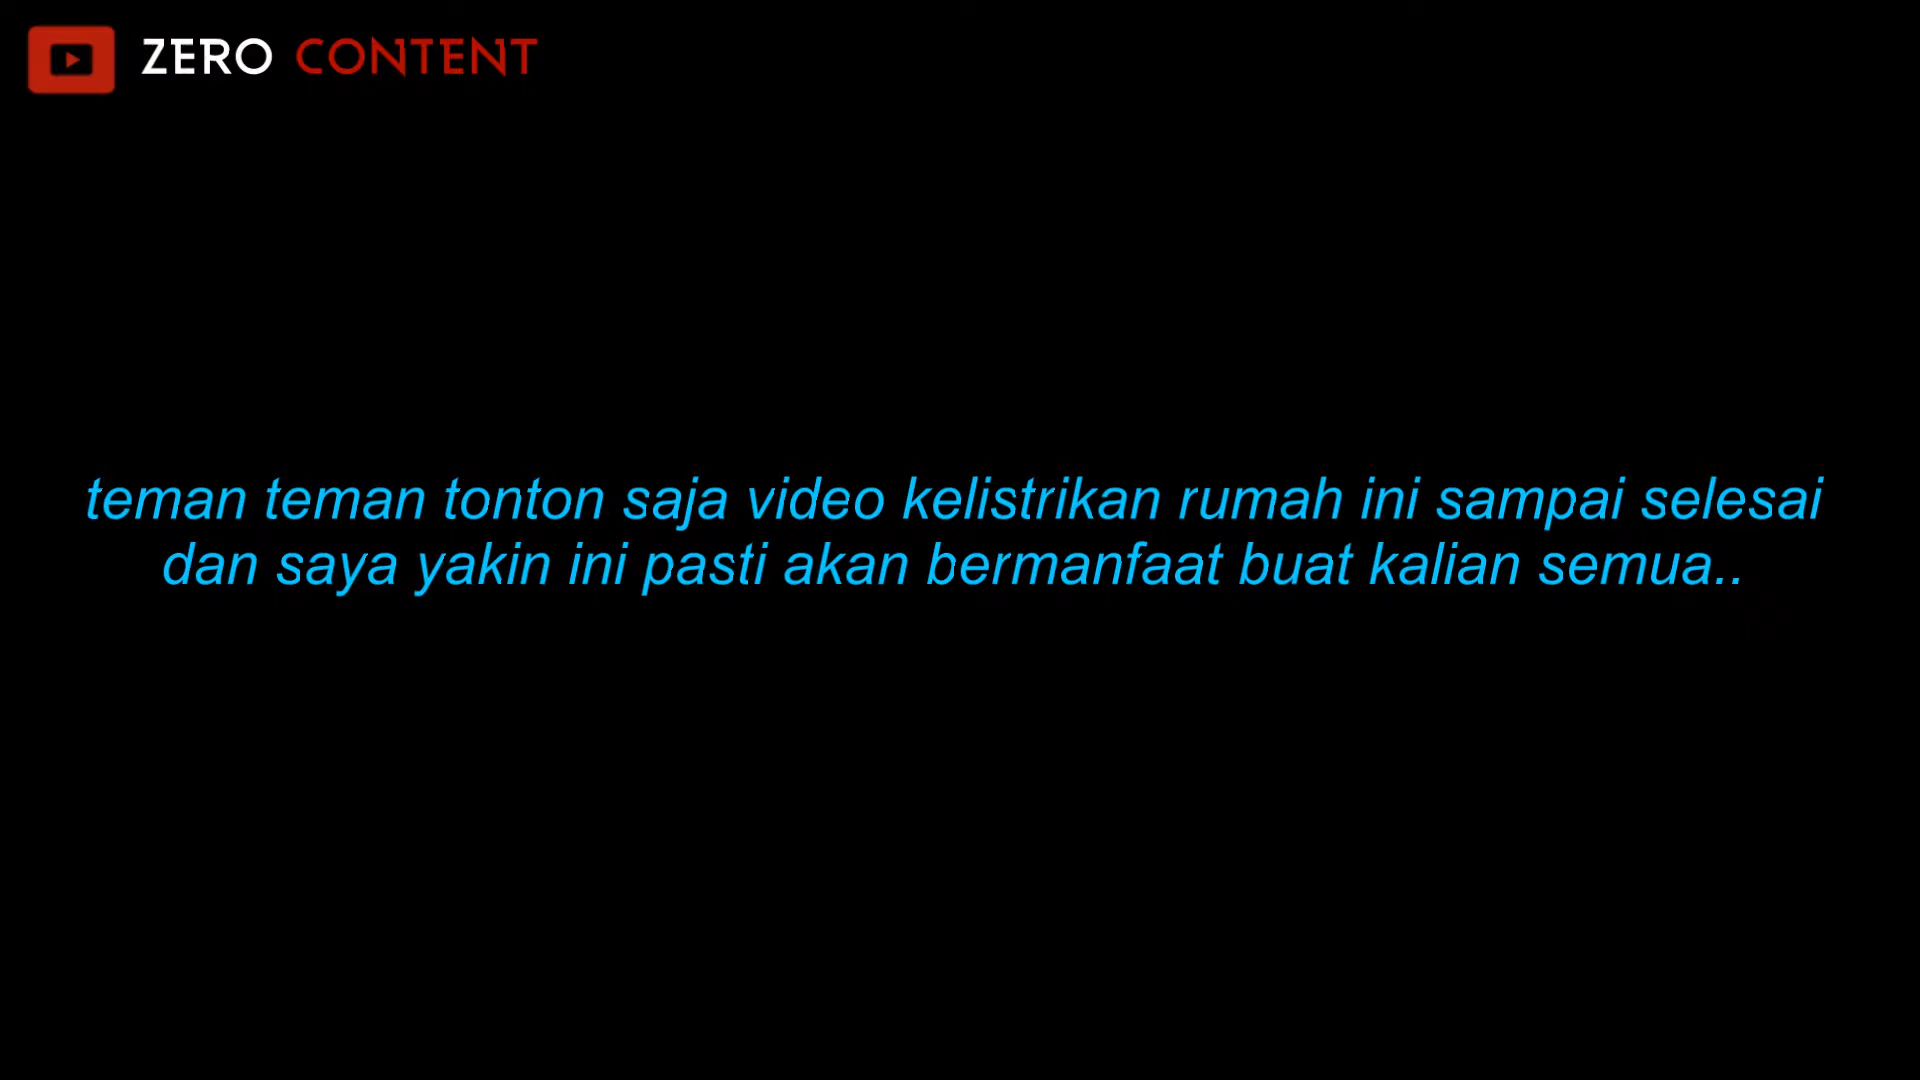 ZERO CONTENT
teman teman tonton saja video kelistrikan rumah ini sampai selesai
dan saya yakin ini pasti akan bermanfaat buat kalian semua..